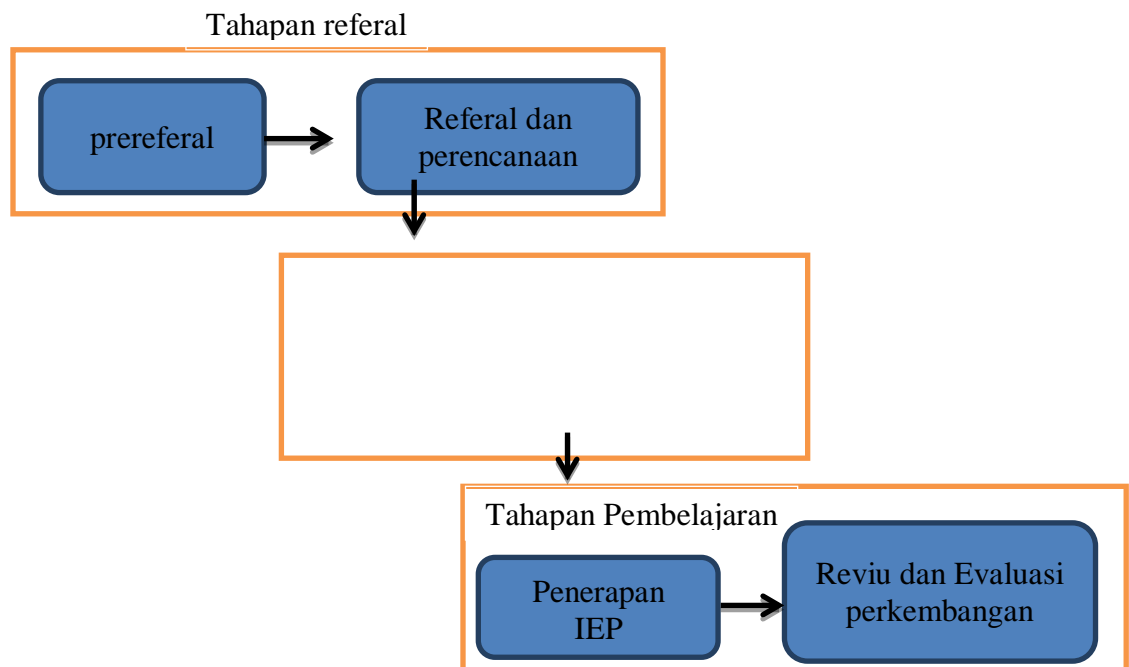 Tahapan referal
prereferal
Referal dan
perencanaan
Tahapan Pembelajaran
Penerapan
IEP
Reviu dan Evaluasi
perkembangan